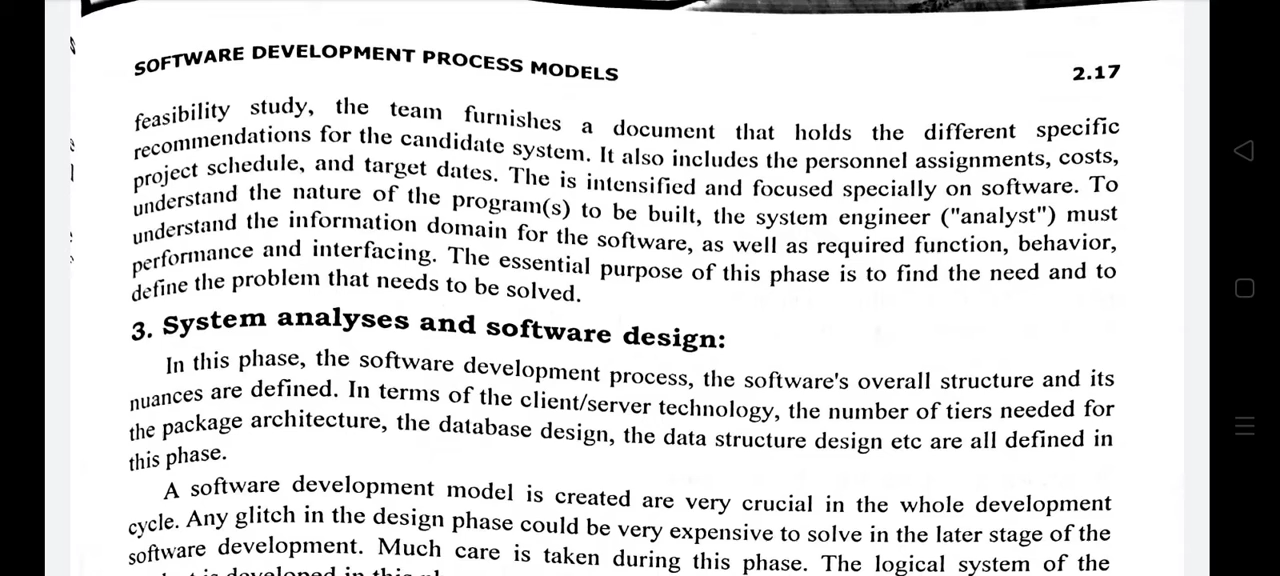 SOFTWARE DEVELOPMENT PROCESS MODELS 2.17
feasibility study, the team furnishes a document that holds the different specific
recommendations for the candidate system. It also includes the personnel assignments, costs,
project schedule, and target dates. The is intensified and focused specially on software. To
understand the nature of the program(s) to be built, the system engineer ("analyst") must
understand the information domain for the software, as well as required function, behavior,
performance and interfacing. The essential purpose of this phase is to find the need and to
define the problem that needs to be solved.
3. System analyses and software design:
In this phase, the software development process, the software's overall structure and its
nuances are defined. In terms of the client/server technology, the number of tiers needed for
the package architecture, the database design, the data structure design etc are all defined in
this phase.
A software development model is created are very crucial in the whole development
cycle. Any glitch in the design phase could be very expensive to solve in the later stage of the
software development. Much care is taken during this phase. The logical system of the
developed in this